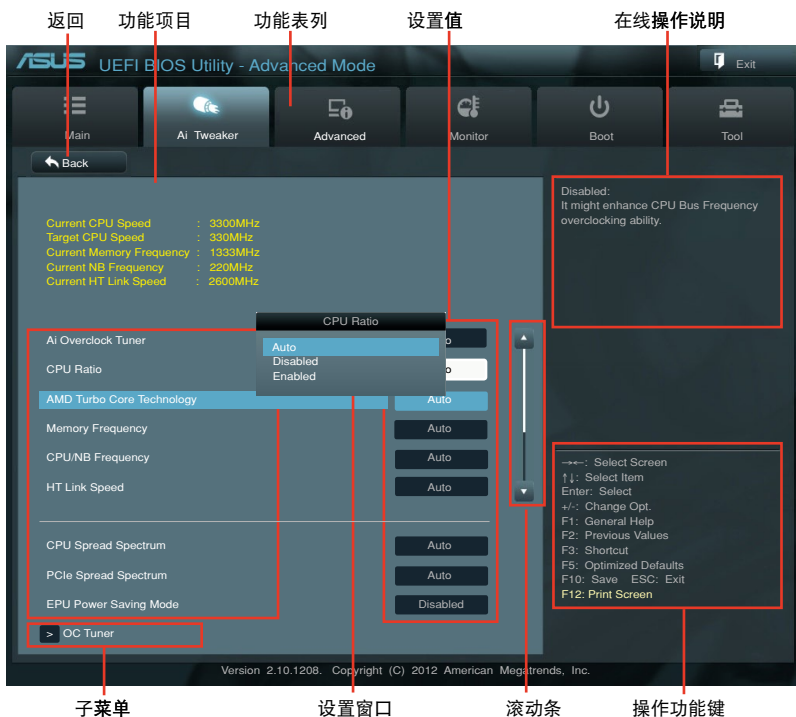 返回 功能项目 功能表列 设置值 在线操作说明
ASUS UEFI BIOS Utility - Advanced Mode Exit
Main Ai Tweaker Advanced Monitor Boot Tool
Back
Disabled:
It might enhance CPU Bus Frequency
overclocking ability.
Current CPU Speed : 3300MHz
Target CPU Speed : 330MHz
Current Memory Frequency : 1333MHz
Current NB Frequency : 220MHz
Current HT Link Speed : 2600MHz
CPU Ratio
Auto
Disabled
Enabled
Ai Overclock Tuner o
CPU Ratio o
AMD Turbo Core Technology Auto
Memory Frequency Auto
CPU/NB Frequency Auto
HT Link Speed Auto
CPU Spread Spectrum Auto
PCIe Spread Spectrum Auto
EPU Power Saving Mode Disabled
> OC Tuner
→←: Select Screen
↑↓: Select Item
Enter: Select
+/-: Change Opt.
F1: General Help
F2: Previous Values
F3: Shortcut
F5: Optimized Defaults
F10: Save ESC: Exit
F12: Print Screen
Version 2.10.1208. Copyright (C) 2012 American Megatrends, Inc.
子菜单 设置窗口 滚动条 操作功能键